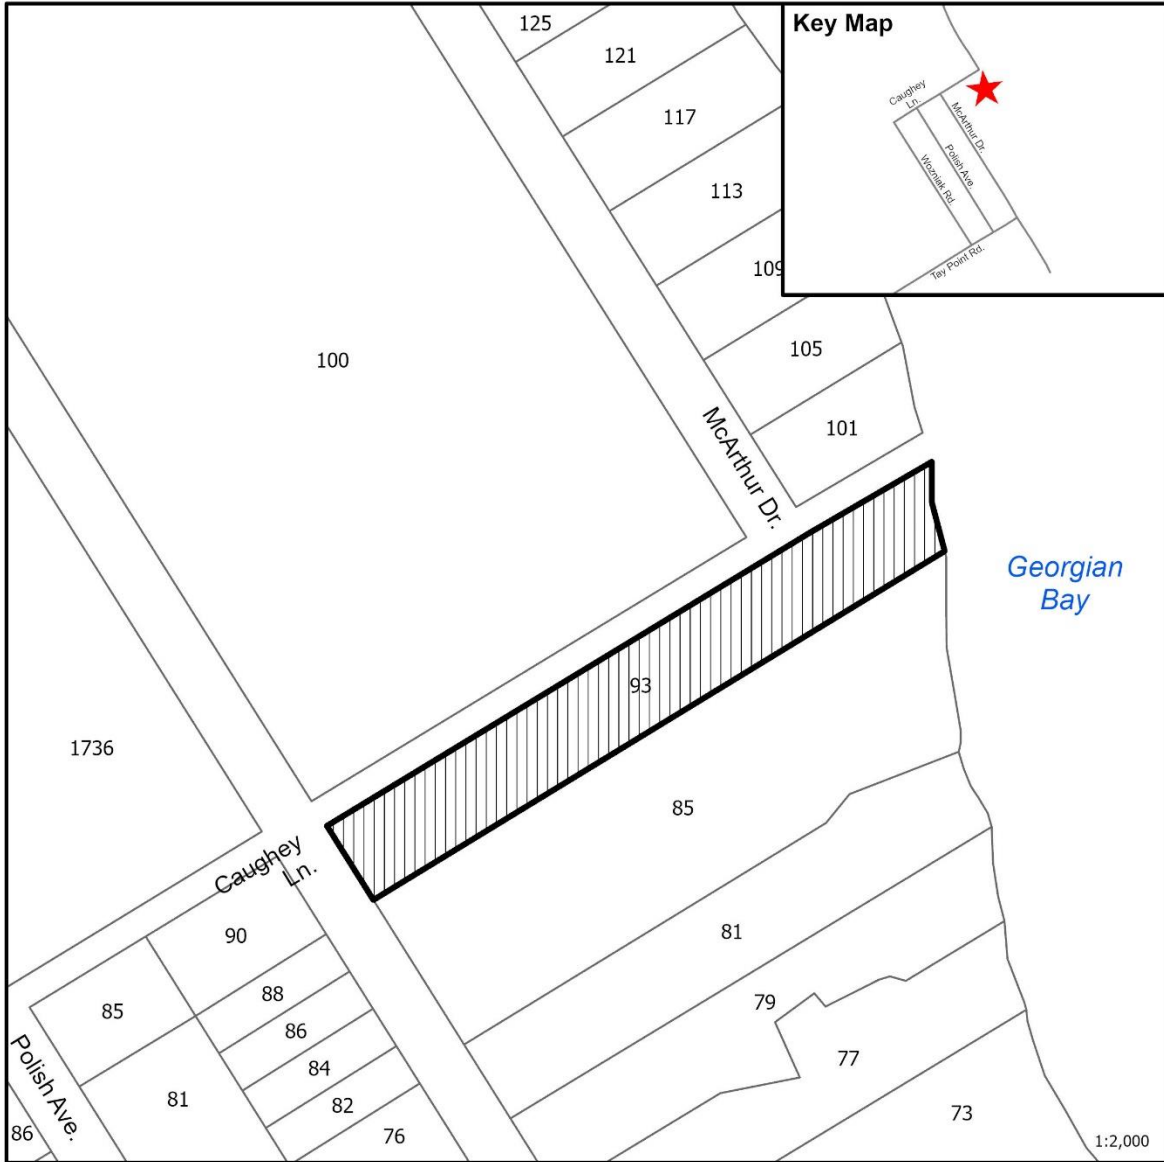 125
Key Map
121
Caughey
Ln.
117
McArthur Dr.
Polish Ave.
113
Wozniak Rd
109
Tay Point Rd.
105
100
101
McArthur Dr.
Georgian
Bay
93
1736
85
Caughey
Ln.
81
90
88
79
85
86
77
84
81
82
73
Polish Ave.
86
76
1:2,000